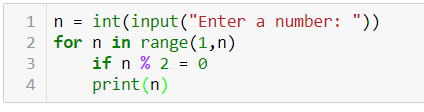 1 n = int(input("Enter a number: "))
2 for n in range(1,n)
3     if n % 2 = 0
4     print(n)